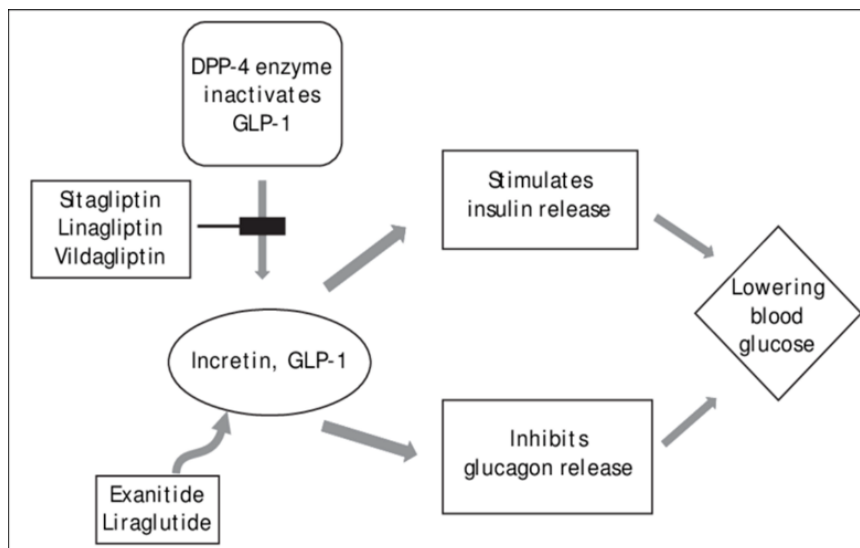 DPP-4 enzyme
inactivates
GLP-1
Sitagliptin
Linagliptin
Vildagliptin
Stimulates
insulin release
Lowering
blood
glucose
Incretin, GLP-1
Inhibits
glucagon release
Exanitide
Liraglutide